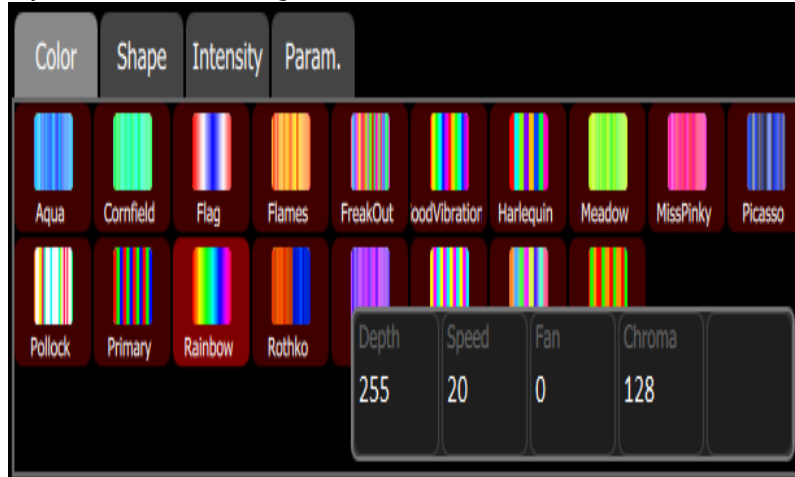 Color Shape Intensity Param.
Aqua Cornfield Flag Flames FreakOut oodVibration Harlequin Meadow MissPinky Picasso
Pollock Primary Rainbow Rothko
Depth Speed Fan Chroma
255 20 0 128